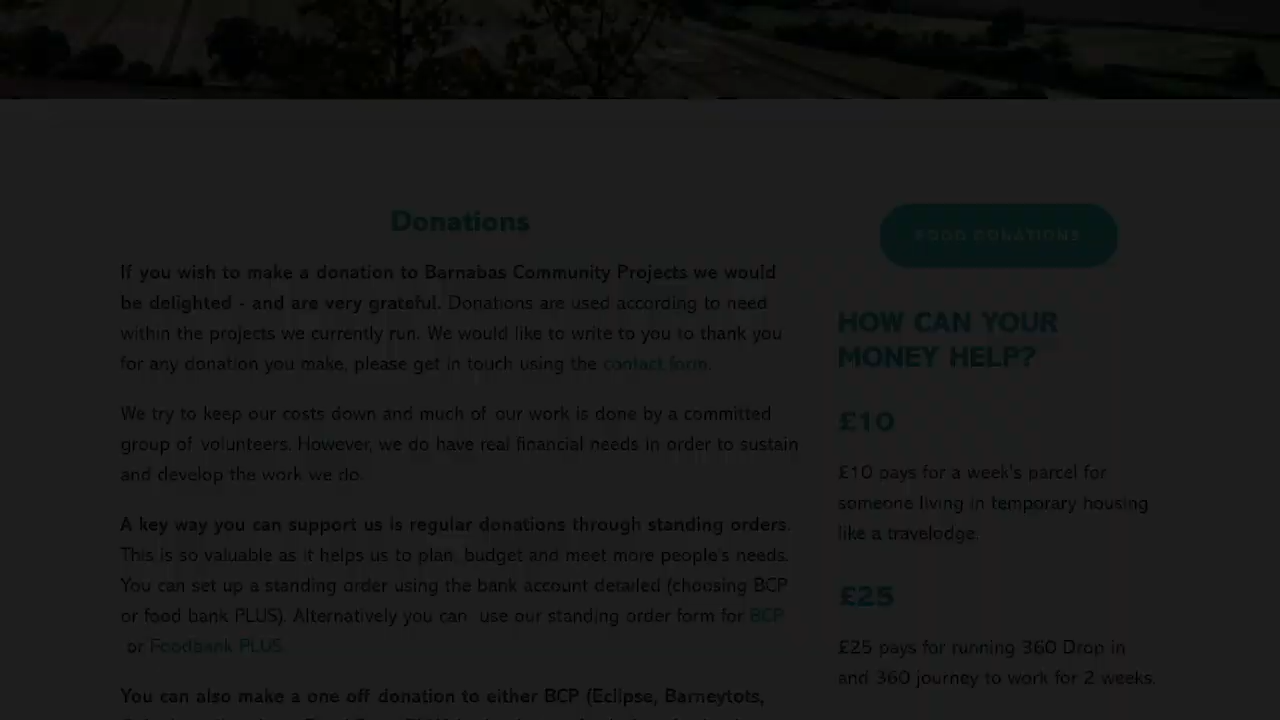 Donations
If you wish to make a donation to Barnabas Community Projects we would
be delighted - and are very grateful. Donations are used according to need
within the projects we currently run. We would like to write to you to thank you
for any donation you make, please get in touch using the contact form.
We try to keep our costs down and much of our work is done by a committed
group of volunteers. However, we do have real financial needs in order to sustain
and develop the work we do.
A key way you can support us is regular donations through standing orders.
This is so valuable as it helps us to plan, budget and meet more people's needs.
You can set up a standing order using the bank account detailed (choosing BCP
or food bank PLUS). Alternatively you can use our standing order form for BCP
or Foodbank PLUS.
You can also make a one off donation to either BCP (Eclipse, Barneytots,
FOOD DONATIONS
HOW CAN YOUR
MONEY HELP?
£10
£10 pays for a week's parcel for
someone living in temporary housing
like a travelodge.
£25
£25 pays for running 360 Drop in
and 360 journey to work for 2 weeks.